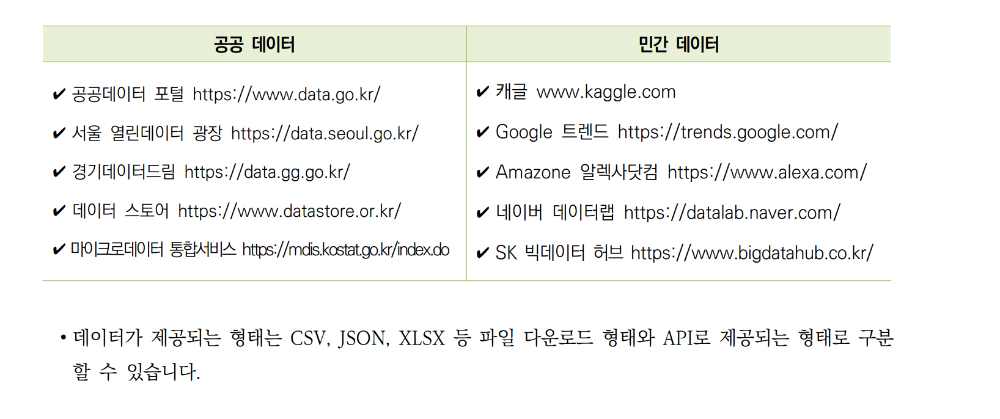 공공 데이터
민간 데이터
✔ 공공데이터 포털 https://www.data.go.kr/
✔ 서울 열린데이터 광장 https://data.seoul.go.kr/
✔ 경기데이터드림 https://data.gg.go.kr/
✔ 데이터 스토어 https://www.datastore.or.kr/
✔ 마이크로데이터 통합서비스 https://mdis.kostat.go.kr/index.do
✔ 캐글 www.kaggle.com
✔ Google 트렌드 https://trends.google.com/
✔ Amazone 알렉사닷컴 https://www.alexa.com/
✔ 네이버 데이터랩 https://datalab.naver.com/
✔ SK 빅데이터 허브 https://www.bigdatahub.co.kr/
• 데이터가 제공되는 형태는 CSV, JSON, XLSX 등 파일 다운로드 형태와 API로 제공되는 형태로 구분
할 수 있습니다.